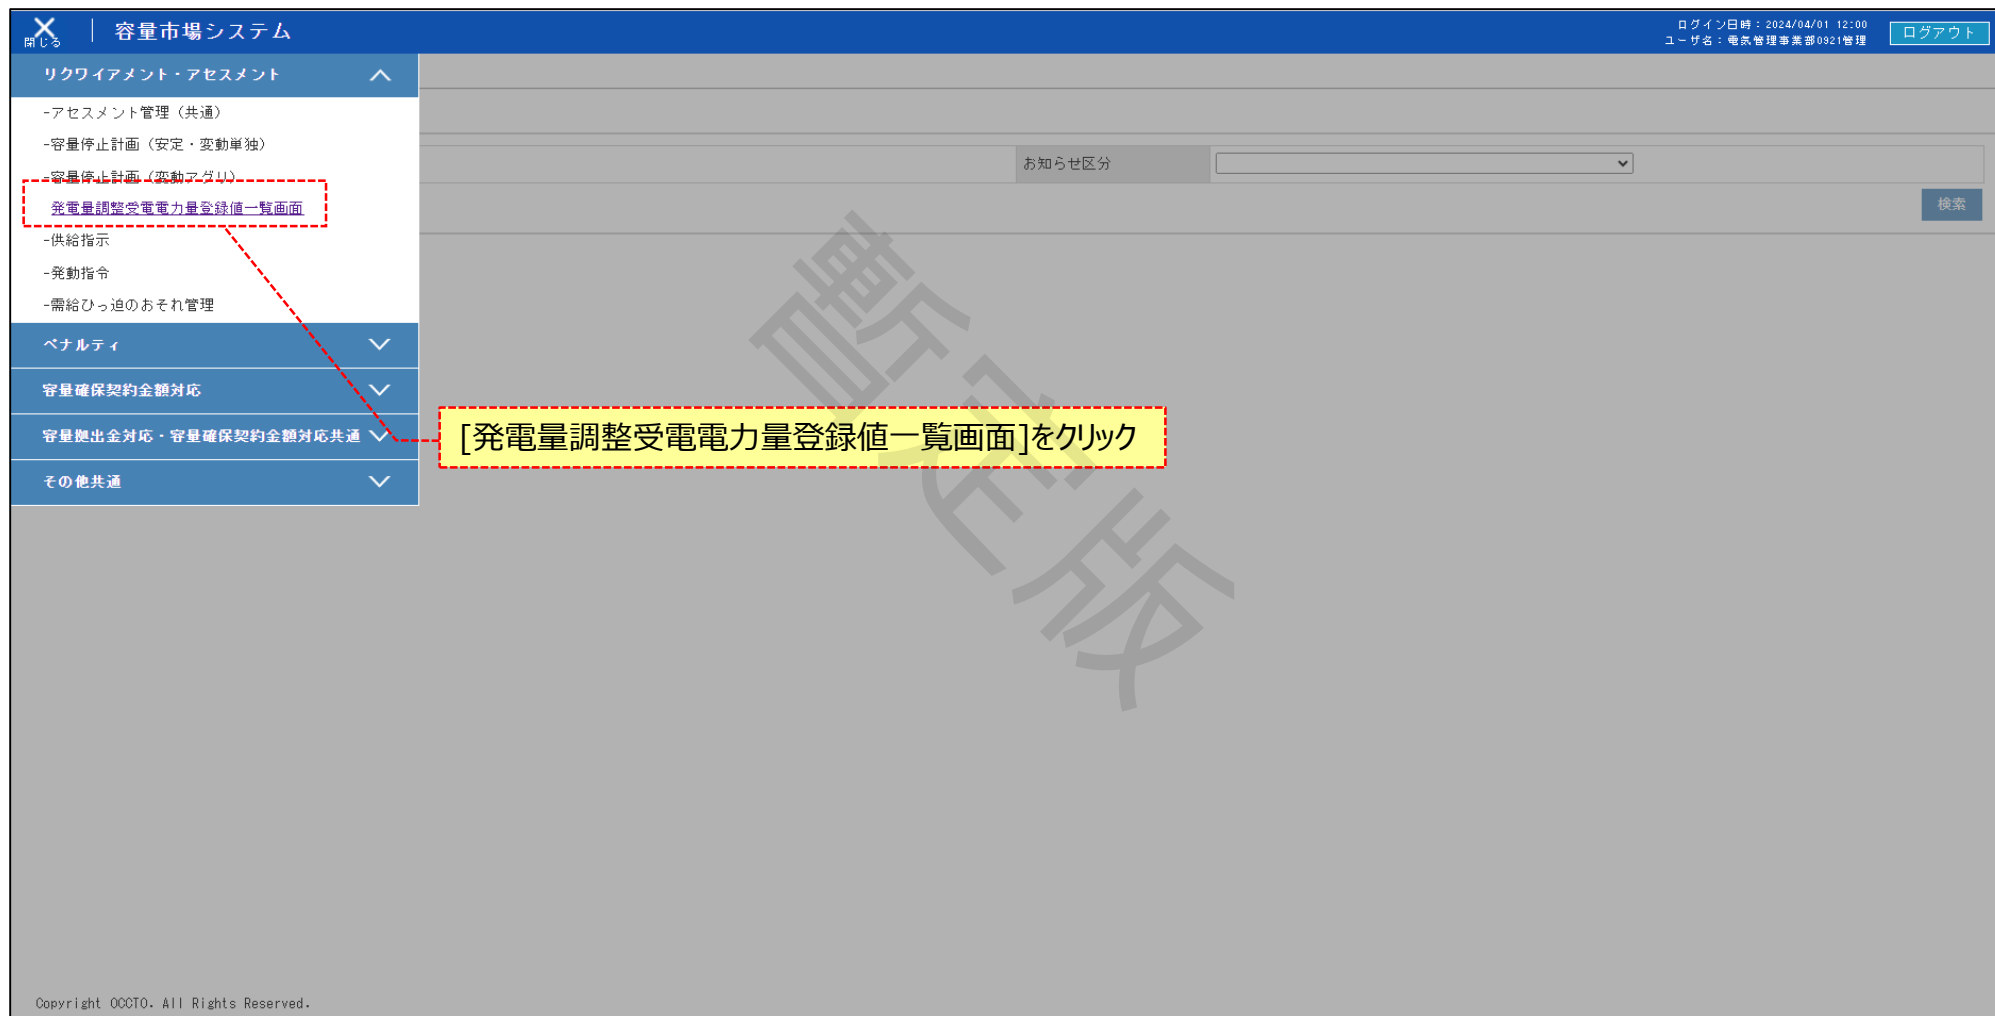 閉じる
容量市場システム
ログイン日時：2024/04/01 12:00
ユーザ名：電気管理事業部0921管理
ログアウト
リクワイアメント・アセスメント
-アセスメント管理（共通）
-容量停止計画（安定・変動単独）
-容量停止計画（変動アグリ）
発電量調整受電電力量登録値一覧画面
-供給指示
-発動指令
-需給ひっ迫のおそれ管理
ペナルティ
容量確保契約金額対応
容量拠出金対応・容量確保契約金額対応共通
その他共通
お知らせ区分
検索
[発電量調整受電電力量登録値一覧画面]をクリック
暫定版
Copyright OCCTO. All Rights Reserved.